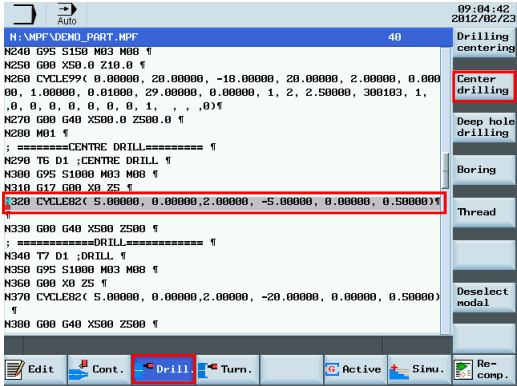 Auto
09:04:42
2012/02/23
N:\MPF\DEMO_PART.MPF 40
N240 G95 S150 M03 M08 ¶
N250 G00 X50.0 Z10.0 ¶
N260 CYCLE99( 0.00000, 20.00000, -18.00000, 20.00000, 2.00000, 0.000
00, 1.00000, 0.01000, 29.00000, 0.00000, 1, 2, 2.50000, 300103, 1,
,0, 0, 0, 0, 0, 0, 1, , , ,0)¶
N270 G00 G40 X500.0 Z500.0 ¶
N280 M01 ¶
; ========CENTRE DRILL========= ¶
N290 T6 D1 ;CENTRE DRILL ¶
N300 G95 S1000 M03 M08 ¶
N310 G17 G00 X0 Z5 ¶
N320 CYCLE82( 5.00000, 0.00000,2.00000, -5.00000, 0.00000, 0.50000)¶
¶
N330 G00 G40 X500 Z500 ¶
; ============DRILL============ ¶
N340 T7 D1 ;DRILL ¶
N350 G95 S1000 M03 M08 ¶
N360 G00 X0 Z5 ¶
N370 CYCLE82( 5.00000, 0.00000,2.00000, -20.00000, 0.00000, 0.50000)
¶
N380 G00 G40 X500 Z500 ¶
Drilling
centering
Center
drilling
Deep hole
drilling
Boring
Thread
Deselect
modal
Edit
Cont.
Drill.
Turn.
G Active
Simu.
Re-
comp.